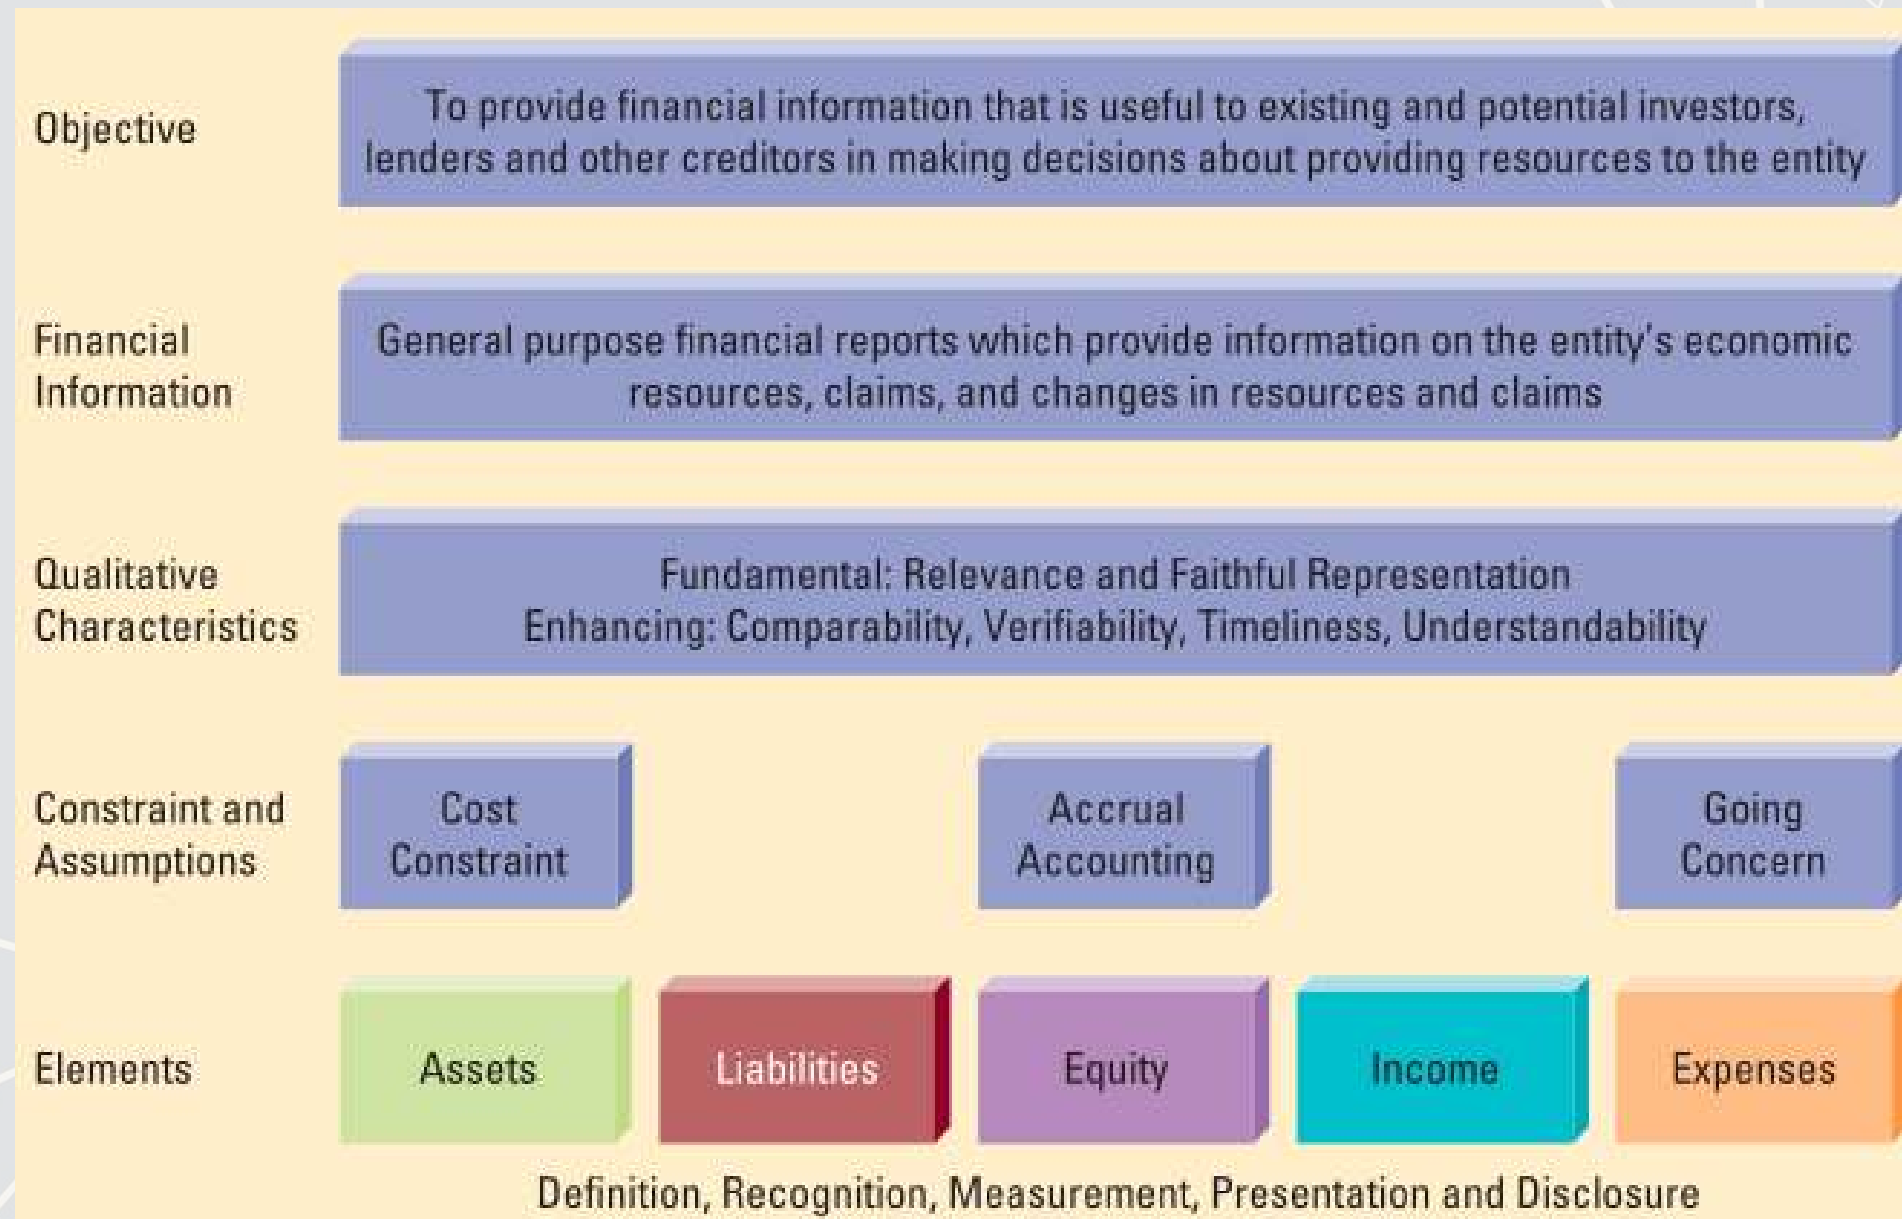 Objective
To provide financial information that is useful to existing and potential investors,
lenders and other creditors in making decisions about providing resources to the entity
Financial
Information
General purpose financial reports which provide information on the entity's economic
resources, claims, and changes in resources and claims
Qualitative
Characteristics
Fundamental: Relevance and Faithful Representation
Enhancing: Comparability, Verifiability, Timeliness, Understandability
Constraint and
Assumptions
Cost
Constraint
Accrual
Accounting
Going
Concern
Elements
Assets
Liabilities
Equity
Income
Expenses
Definition, Recognition, Measurement, Presentation and Disclosure